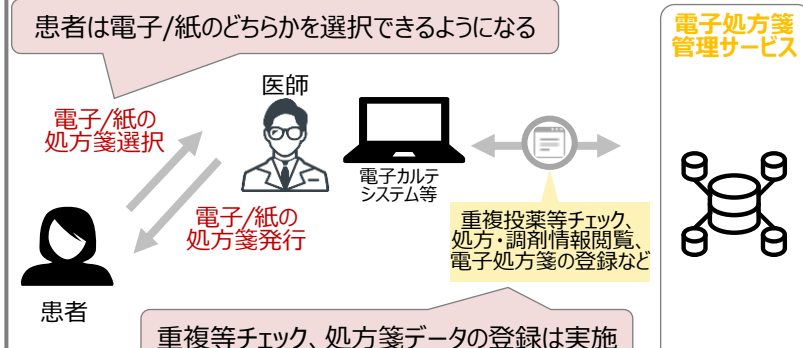 患者は電子/紙のどちらかを選択できるようになる
電子処方箋
管理サービス
医師
電子/紙の
処方箋選択
電子カルテ
システム等
電子/紙の
処方箋発行
重複投薬等チェック、
処方・調剤情報閲覧、
電子処方箋の登録など
患者
重複等チェック、処方箋データの登録は実施